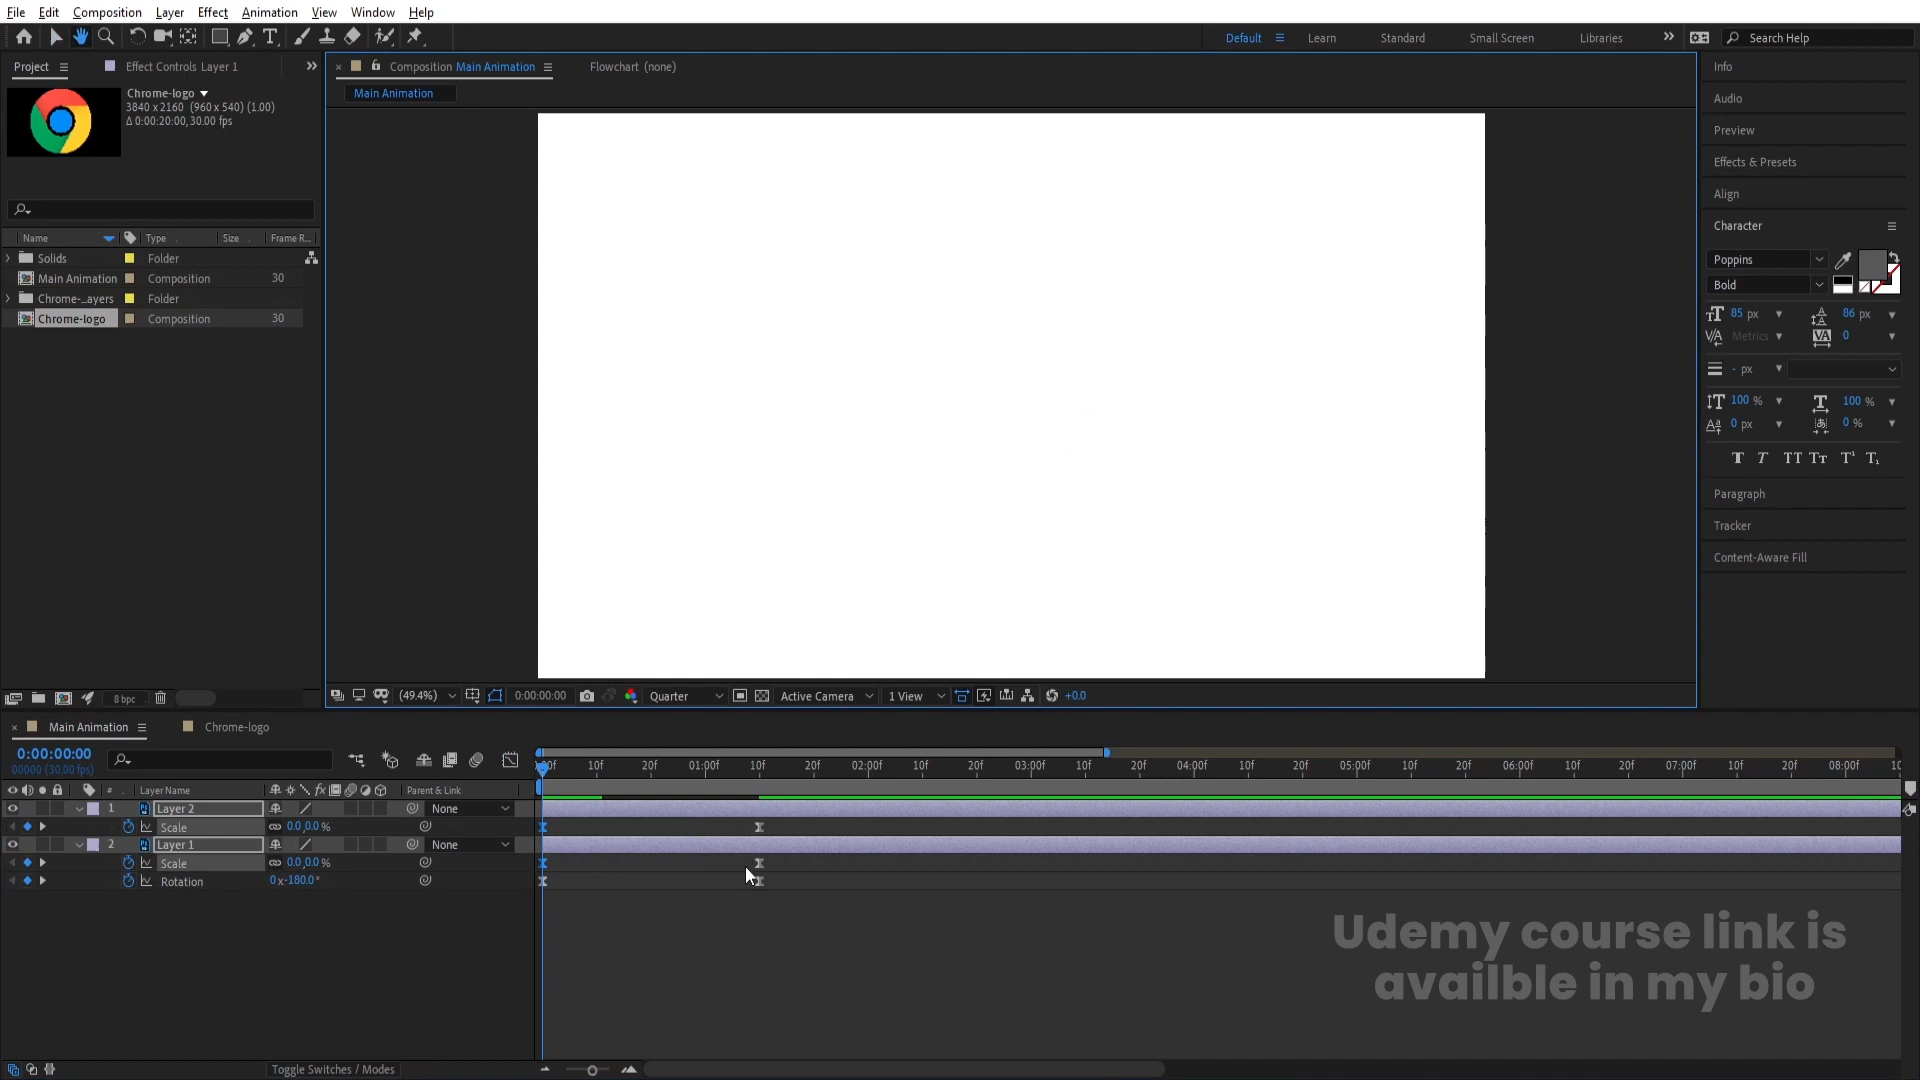 File Edit Composition Layer Effect Animation View Window Help
Default Learn Standard Small Screen Libraries Search Help
Project Effect Controls Layer 1
Composition Main Animation Flowchart (none)
Main Animation
Chrome-logo
3840 x 2160 (960 x 540) (1.00)
Δ 0:00:20:00, 30.00 fps
Name Type Size Frame R...
Solids Folder
Main Animation Composition 30
Chrome-...ayers Folder
Chrome-logo Composition 30
8 bpc
(49.4%) 0:00:00:00 Quarter Active Camera 1 View +0.0
Info
Audio
Preview
Effects & Presets
Align
Character
Poppins
Bold
85 px 86 px
Metrics 0
- px
100 % 100 %
0 px 0 %
Paragraph
Tracker
Content-Aware Fill
Main Animation Chrome-logo
0:00:00:00
00000 (30.00 fps)
10f 20f 01:00f 10f 20f 02:00f 10f 20f 03:00f 10f 20f 04:00f 10f 20f 05:00f 10f 20f 06:00f 10f 20f 07:00f 10f 20f 08:00f 10
# Layer Name Parent & Link
1 Layer 2 None
Scale 0.0,0.0 %
2 Layer 1 None
Scale 0.0,0.0 %
Rotation 0 x-180.0 °
Udemy course link is
availble in my bio
Toggle Switches / Modes